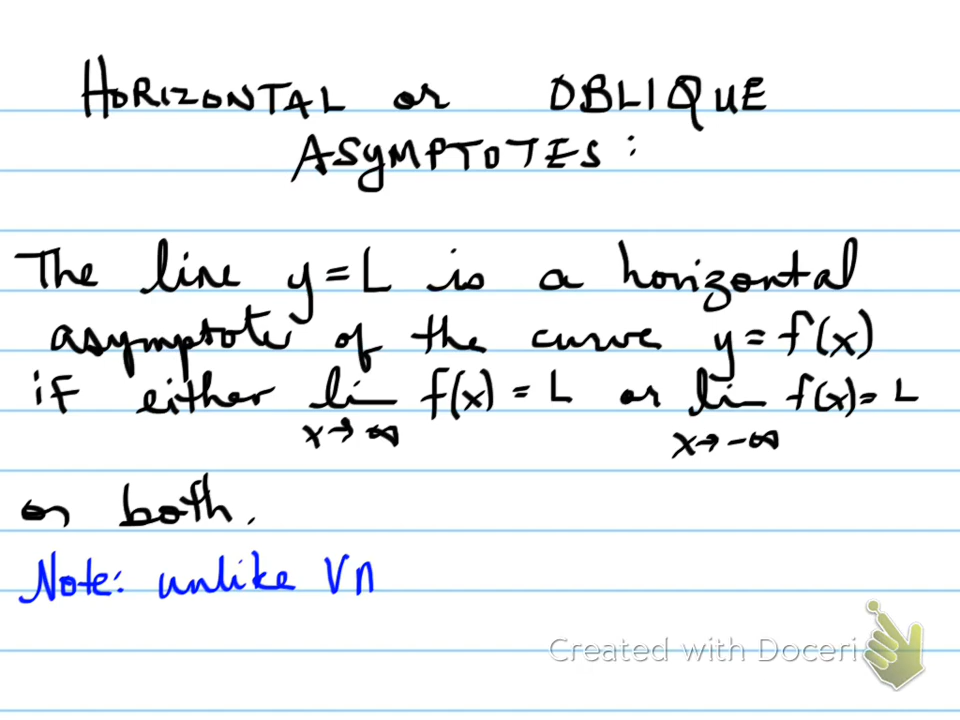 HORIZONTAL or OBLIQUE
ASYMPTOTES:
The line y=L is a horizontal
asymptote of the curve y=f(x)
if either lim f(x) = L or lim f(x)= L
x→∞ x→-∞
or both.
Note: unlike Vn
Created with Doceri